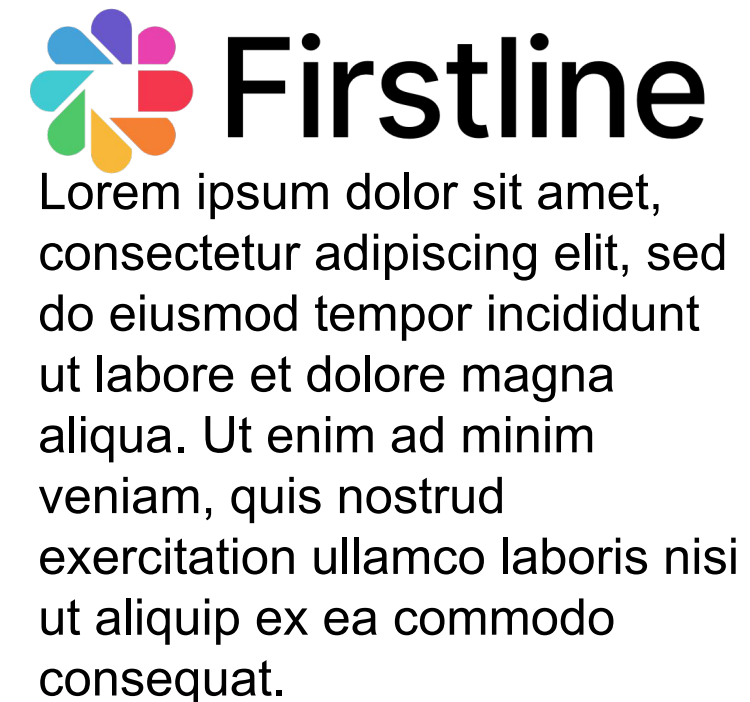 Firstline
Lorem ipsum dolor sit amet,
consectetur adipiscing elit, sed
do eiusmod tempor incididunt
ut labore et dolore magna
aliqua. Ut enim ad minim
veniam, quis nostrud
exercitation ullamco laboris nisi
ut aliquip ex ea commodo
consequat.